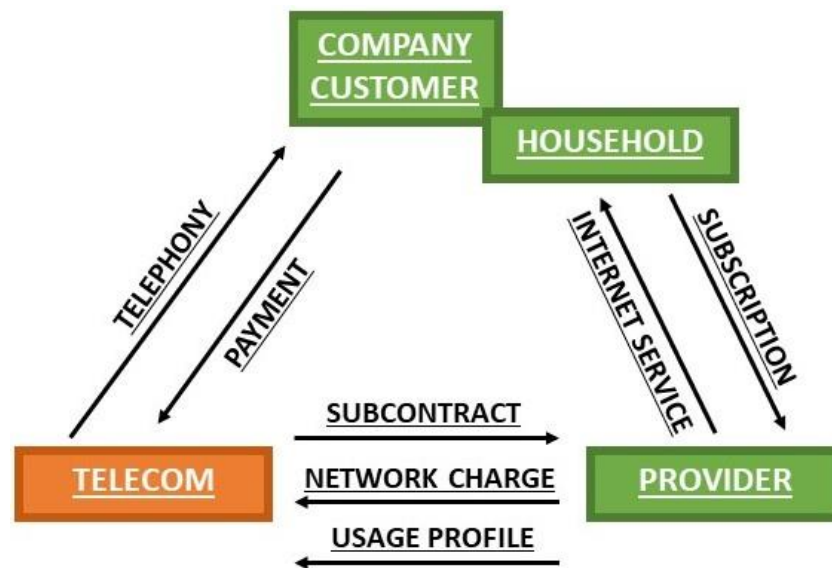 COMPANY
CUSTOMER
HOUSEHOLD
TELEPHONY
PAYMENT
INTERNET SERVICE
SUBSCRIPTION
SUBCONTRACT
TELECOM
NETWORK CHARGE
PROVIDER
USAGE PROFILE